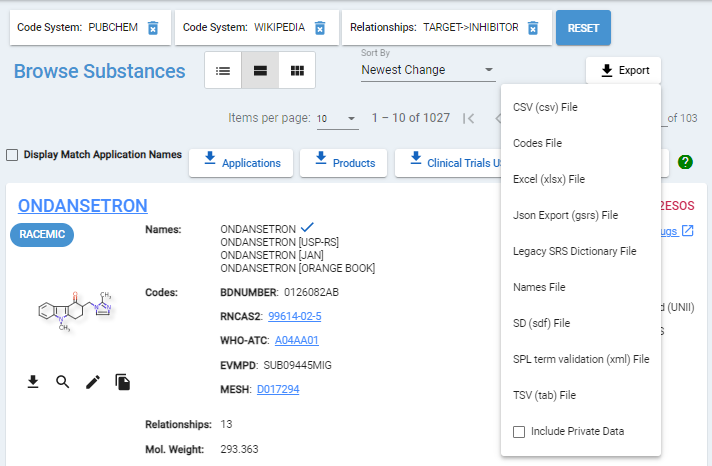 Code System: PUBCHEM
Code System: WIKIPEDIA
Relationships: TARGET->INHIBITOR
RESET
Browse Substances
Sort By
Newest Change
Export
Items per page: 10
1 – 10 of 1027
of 103
CSV (csv) File
Codes File
Excel (xlsx) File
Json Export (gsrs) File
Legacy SRS Dictionary File
Names File
SD (sdf) File
SPL term validation (xml) File
TSV (tab) File
Include Private Data
Display Match Application Names
Applications
Products
Clinical Trials US
?
ONDANSETRON
2ESOS
RACEMIC
Names:
ONDANSETRON
ONDANSETRON [USP-RS]
ONDANSETRON [JAN]
ONDANSETRON [ORANGE BOOK]
ugs
Codes:
BDNUMBER: 0126082AB
d (UNII)
RNCAS2: 99614-02-5
S
WHO-ATC: A04AA01
EVMPD: SUB09445MIG
MESH: D017294
Relationships: 13
Mol. Weight: 293.363